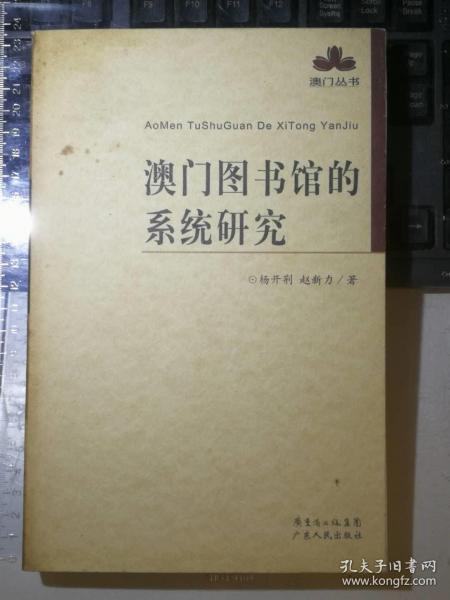 澳门丛书
AoMen TuShuGuan De XiTong YanJiu
澳门图书馆的
系统研究
⊙杨开荆 赵新力/著
广东省出版集团
广东人民出版社
孔夫子旧书网
www.kongfz.com